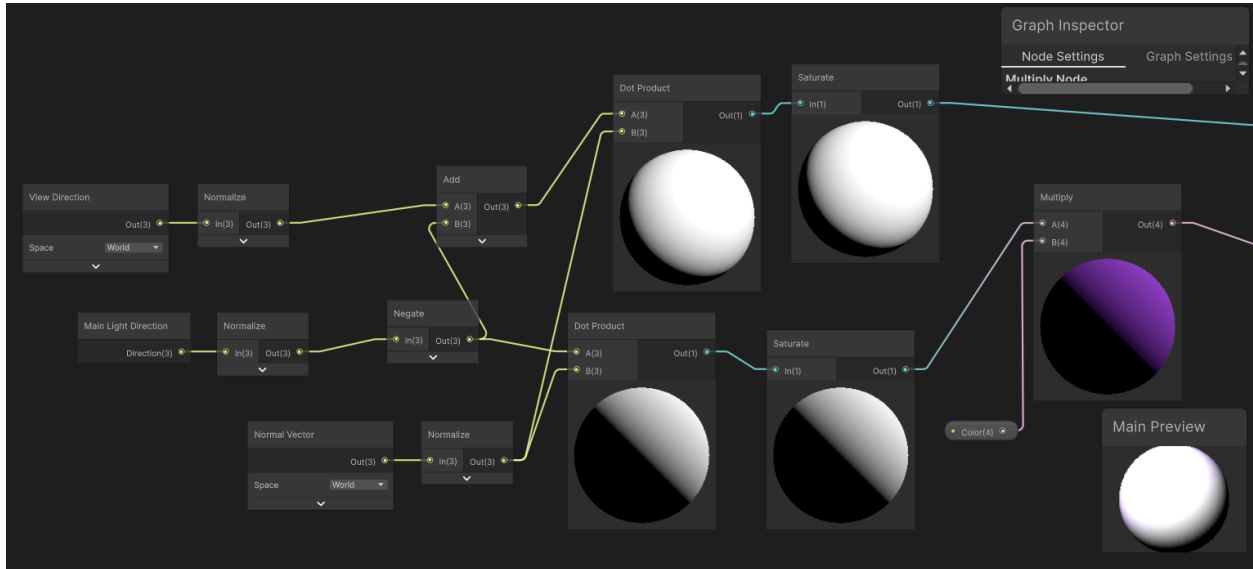 Graph Inspector
Node Settings
Graph Settings
Multiply Node
Dot Product
A(3)
Out(1)
B(3)
Saturate
In(1)
Out(1)
View Direction
Out(3)
Space
World
Normalize
In(3)
Out(3)
Add
A(3)
Out(3)
B(3)
Multiply
A(4)
Out(4)
B(4)
Main Light Direction
Direction(3)
Normalize
In(3)
Out(3)
Negate
In(3)
Out(3)
Dot Product
A(3)
Out(1)
B(3)
Saturate
In(1)
Out(1)
Normal Vector
Out(3)
Space
World
Normalize
In(3)
Out(3)
Color(4)
Main Preview